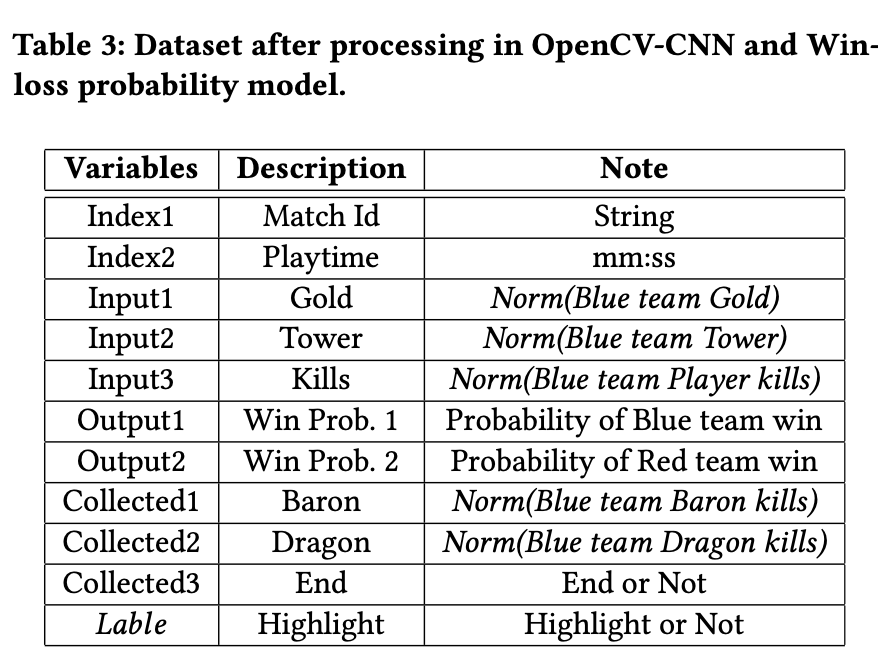 Table 3: Dataset after processing in OpenCV-CNN and Win-
loss probability model.
Variables Description Note
Index1 Match Id String
Index2 Playtime mm:ss
Input1 Gold Norm(Blue team Gold)
Input2 Tower Norm(Blue team Tower)
Input3 Kills Norm(Blue team Player kills)
Output1 Win Prob. 1 Probability of Blue team win
Output2 Win Prob. 2 Probability of Red team win
Collected1 Baron Norm(Blue team Baron kills)
Collected2 Dragon Norm(Blue team Dragon kills)
Collected3 End End or Not
Lable Highlight Highlight or Not